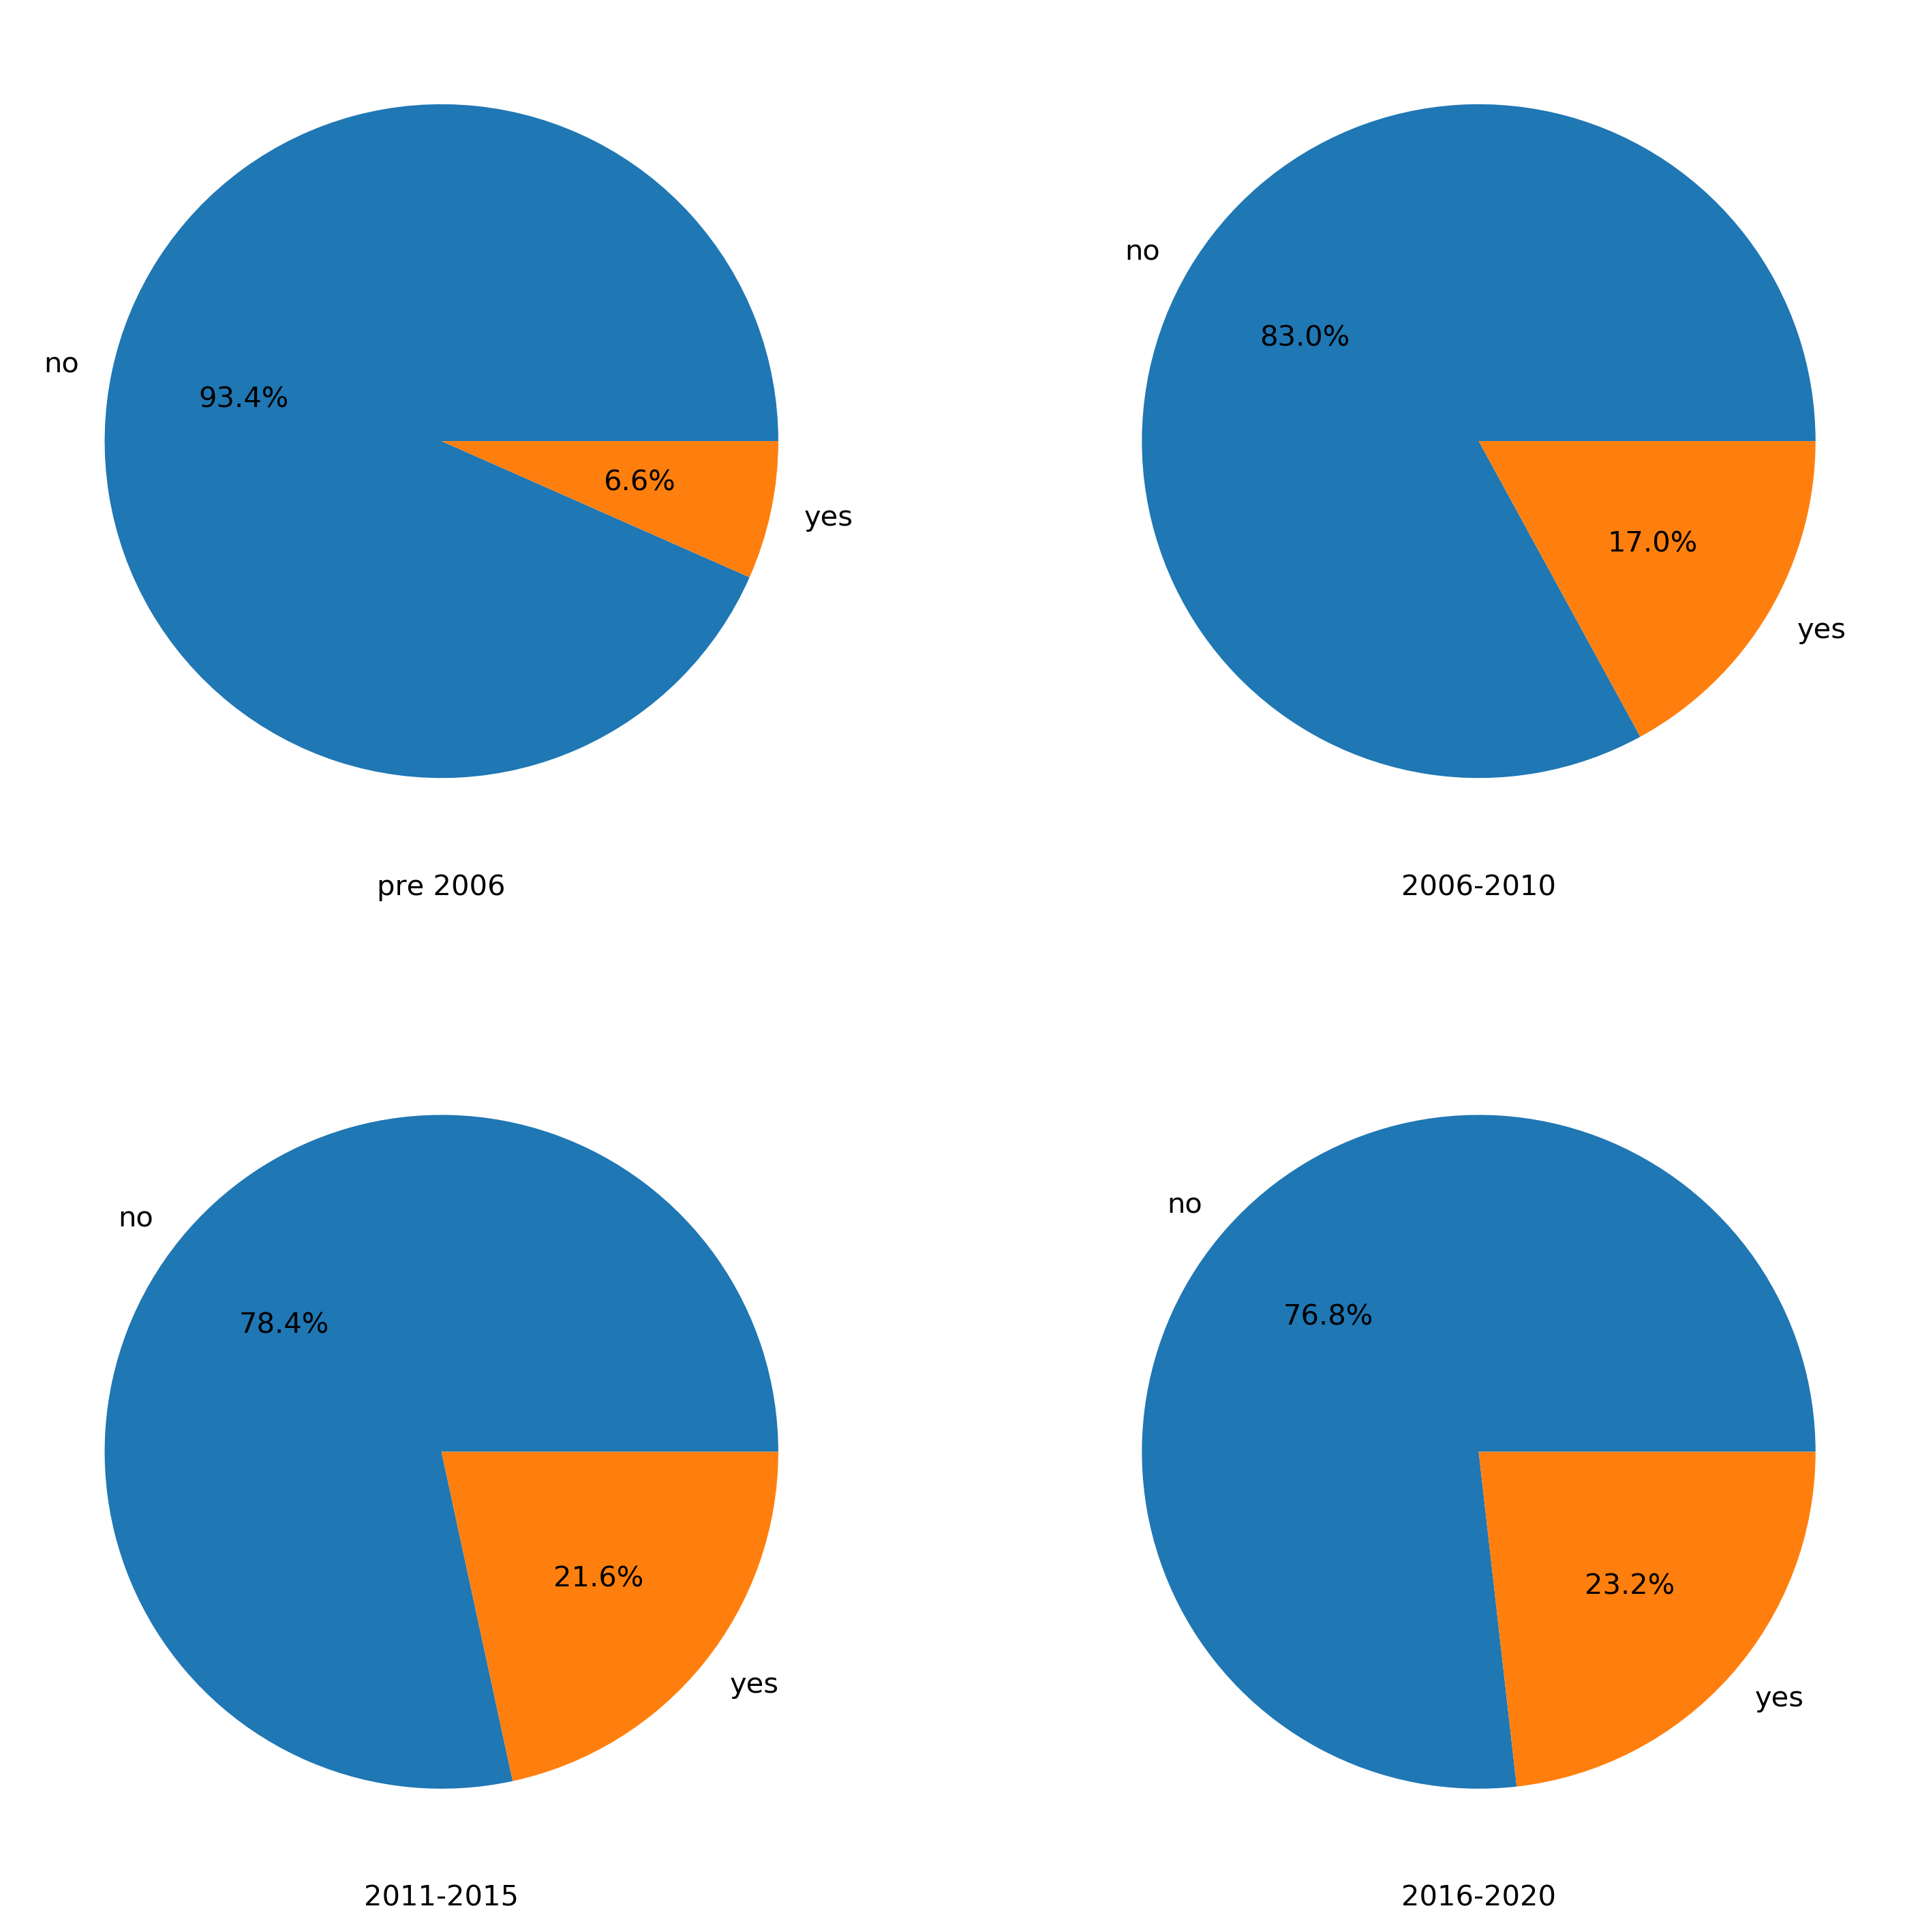 no
93.4%
6.6%
yes
pre 2006
no
83.0%
17.0%
yes
2006-2010
no
78.4%
21.6%
yes
2011-2015
no
76.8%
23.2%
yes
2016-2020